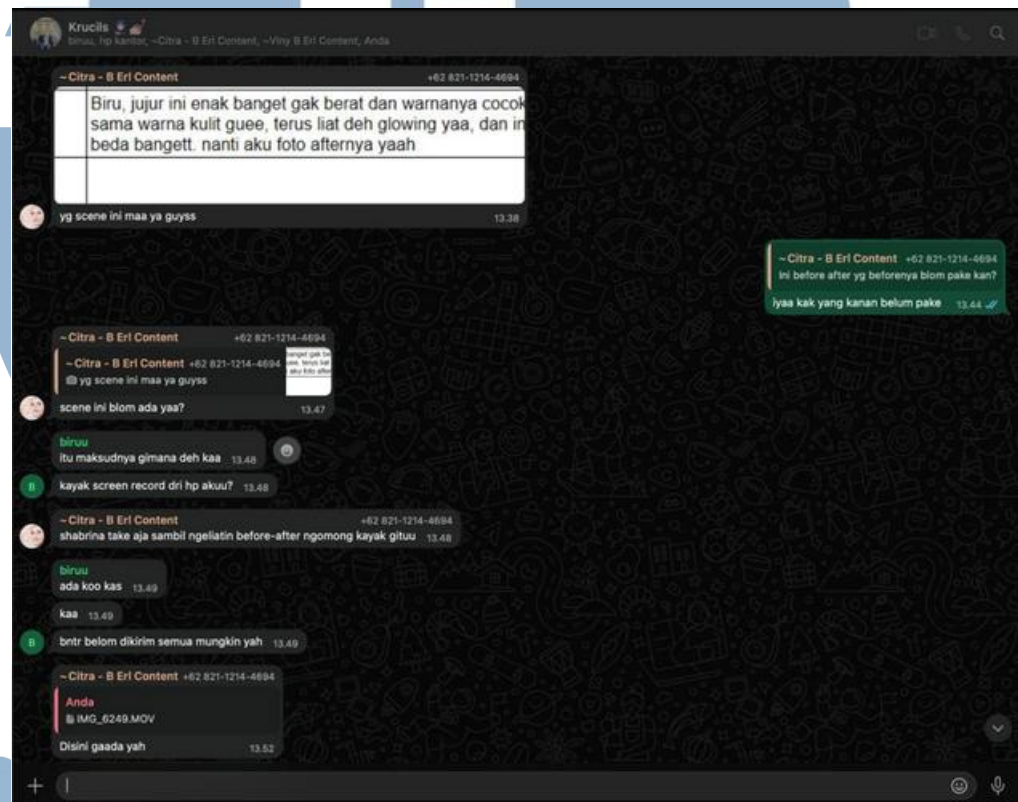 Krucils
biruu, hp kantor, ~Citra - B Erl Content, ~Viny B Erl Content, Anda
~Citra - B Erl Content +62 821-1214-4694
Biru, jujur ini enak banget gak berat dan warnanya cocok
sama warna kulit guee, terus liat deh glowing yaa, dan in
beda bangett. nanti aku foto afternya yaah
yg scene ini maa ya guyss 13.38
~Citra - B Erl Content +62 821-1214-4694
Ini before after yg beforenya blom pake kan?
iyaa kak yang kanan belum pake 13.44
~Citra - B Erl Content +62 821-1214-4694
~Citra - B Erl Content +62 821-1214-4694
yg scene ini maa ya guyss
scene ini blom ada yaa? 13.47
biruu
itu maksudnya gimana deh kaa 13.48
B
kayak screen record dri hp akuu? 13.48
~Citra - B Erl Content +62 821-1214-4694
shabrina take aja sambil ngeliatin before-after ngomong kayak gituu 13.48
biruu
ada koo kas 13.49
kaa 13.49
B
bntr belom dikirim semua mungkin yah 13.49
~Citra - B Erl Content +62 821-1214-4694
Anda
IMG_6249.MOV
Disini gaada yah 13.52